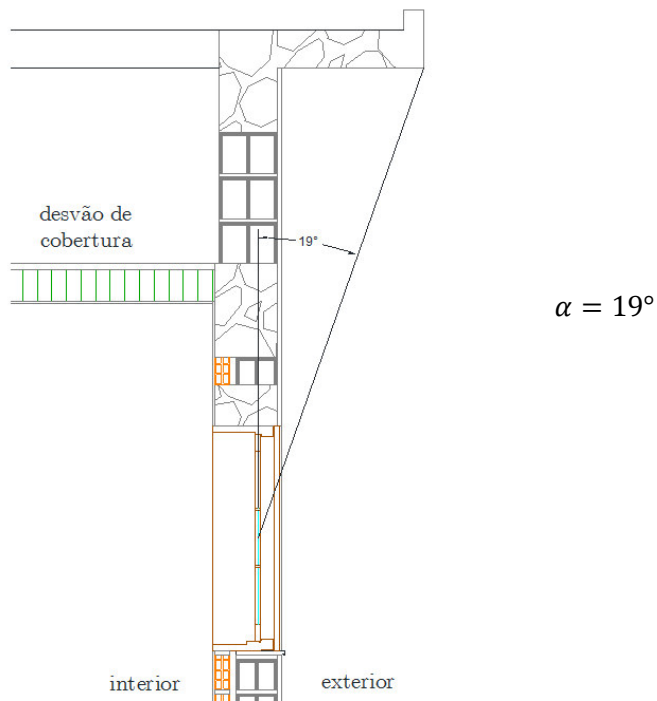 desvão de
cobertura
19°
α = 19°
interior
exterior